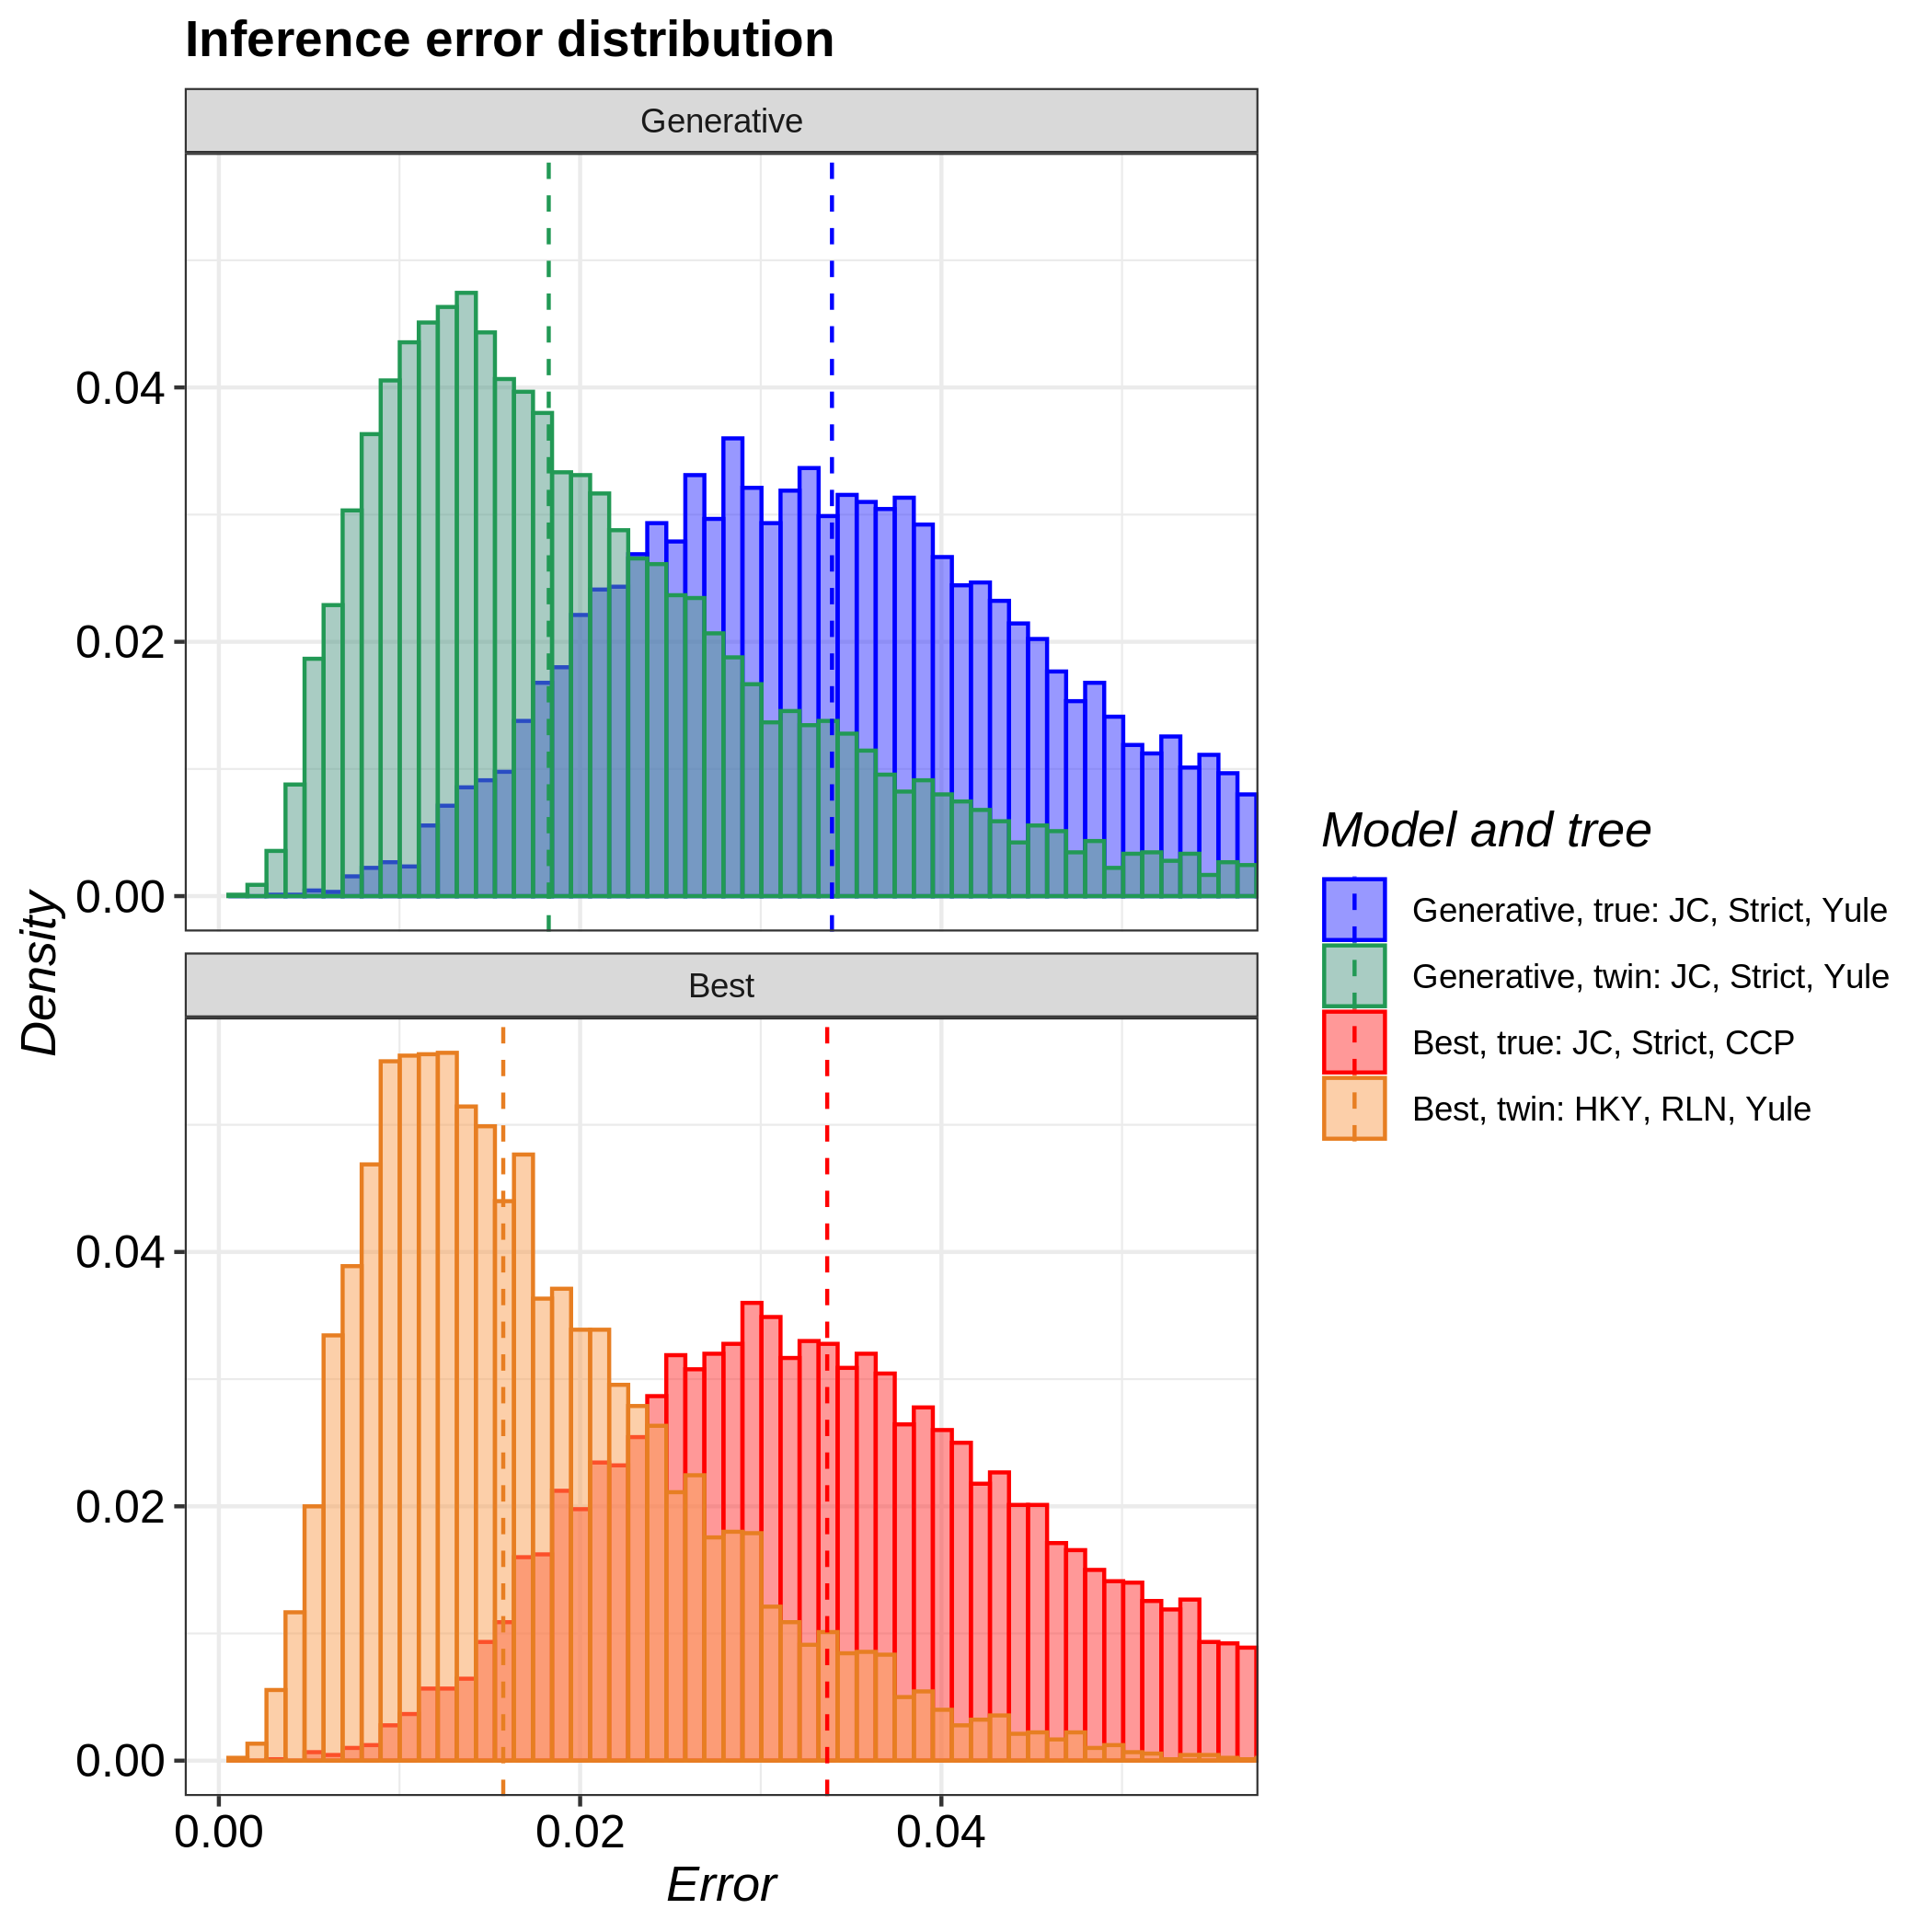 Inference error distribution
Generative
0.04
0.02
0.00
Best
0.04
0.02
0.00
0.00 0.02 0.04
Error
Density
Model and tree
Generative, true: JC, Strict, Yule
Generative, twin: JC, Strict, Yule
Best, true: JC, Strict, CCP
Best, twin: HKY, RLN, Yule